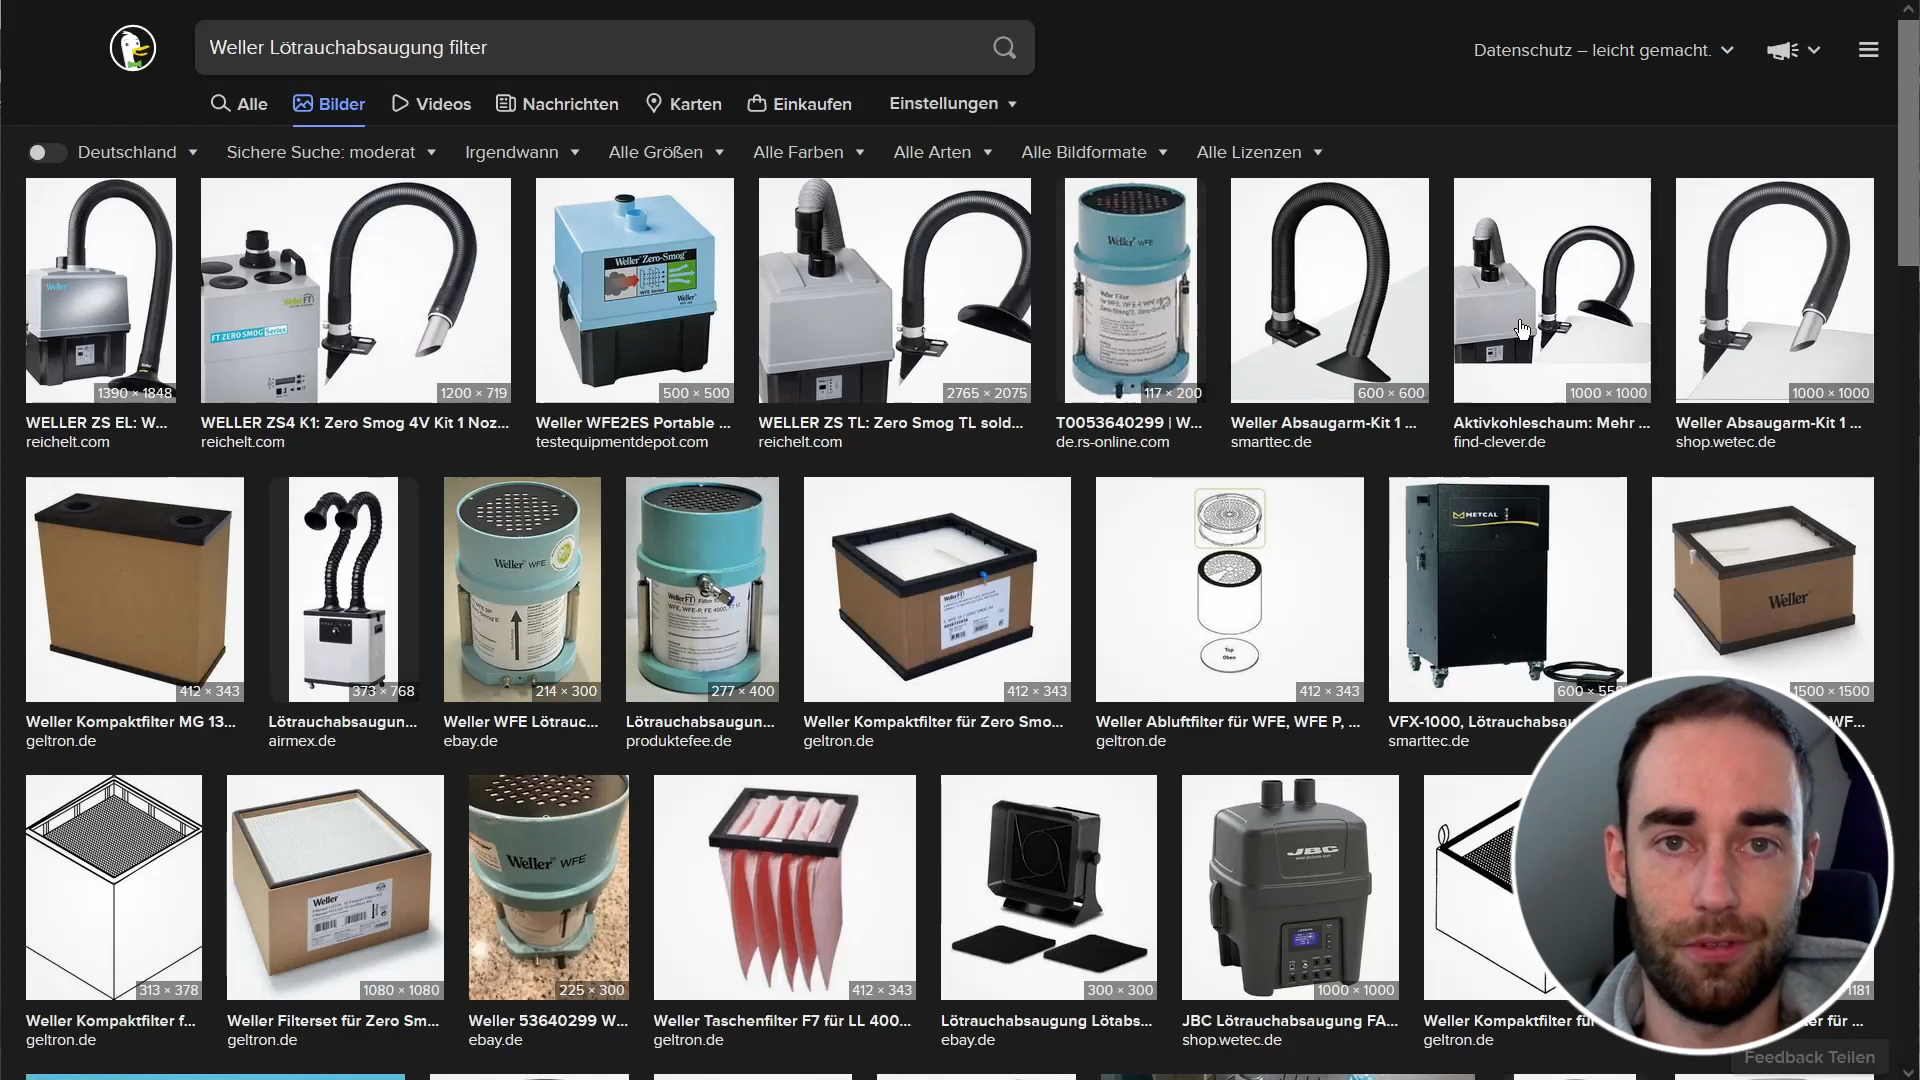 Weller Lötrauchabsaugung filter
Datenschutz – leicht gemacht.
Alle
Bilder
Videos
Nachrichten
Karten
Einkaufen
Einstellungen
Deutschland
Sichere Suche: moderat
Irgendwann
Alle Größen
Alle Farben
Alle Arten
Alle Bildformate
Alle Lizenzen
1390 × 1848
1200 × 719
500 × 500
2765 × 2075
117 × 200
600 × 600
1000 × 1000
1000 × 1000
WELLER ZS EL: W...
reichelt.com
WELLER ZS4 K1: Zero Smog 4V Kit 1 Noz...
reichelt.com
Weller WFE2ES Portable ...
testequipmentdepot.com
WELLER ZS TL: Zero Smog TL sold...
reichelt.com
T0053640299 | W...
de.rs-online.com
Weller Absaugarm-Kit 1 ...
smarttec.de
Aktivkohleschaum: Mehr ...
find-clever.de
Weller Absaugarm-Kit 1 ...
shop.wetec.de
412 × 343
373 × 768
214 × 300
277 × 400
412 × 343
412 × 343
1500 × 1500
Weller Kompaktfilter MG 13...
geltron.de
Lötrauchabsaugun...
airmex.de
Weller WFE Lötrauc...
ebay.de
Lötrauchabsaugun...
produktefee.de
Weller Kompaktfilter für Zero Smo...
geltron.de
Weller Abluftfilter für WFE, WFE P, ...
geltron.de
VFX-1000, Lötrauchabsau
smarttec.de
WF...
313 × 378
1080 × 1080
225 × 300
412 × 343
300 × 300
1000 × 1000
1181
Weller Kompaktfilter f...
geltron.de
Weller Filterset für Zero Sm...
geltron.de
Weller 53640299 W...
ebay.de
Weller Taschenfilter F7 für LL 400...
geltron.de
Lötrauchabsaugung Lötabs...
ebay.de
JBC Lötrauchabsaugung FA...
shop.wetec.de
Weller Kompaktfilter fü
geltron.de
er für ...
Feedback Teilen